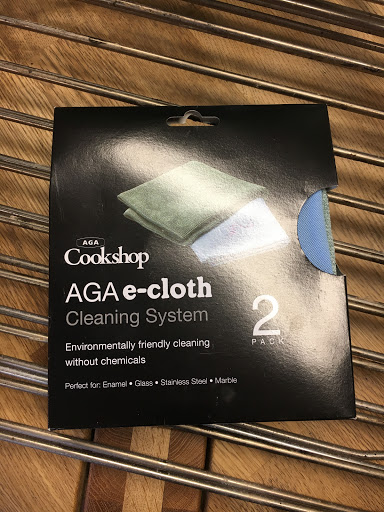 AGA
Cookshop
AGA e-cloth
Cleaning System
Environmentally friendly cleaning
without chemicals
Perfect for: Enamel • Glass • Stainless Steel • Marble
2
PACK